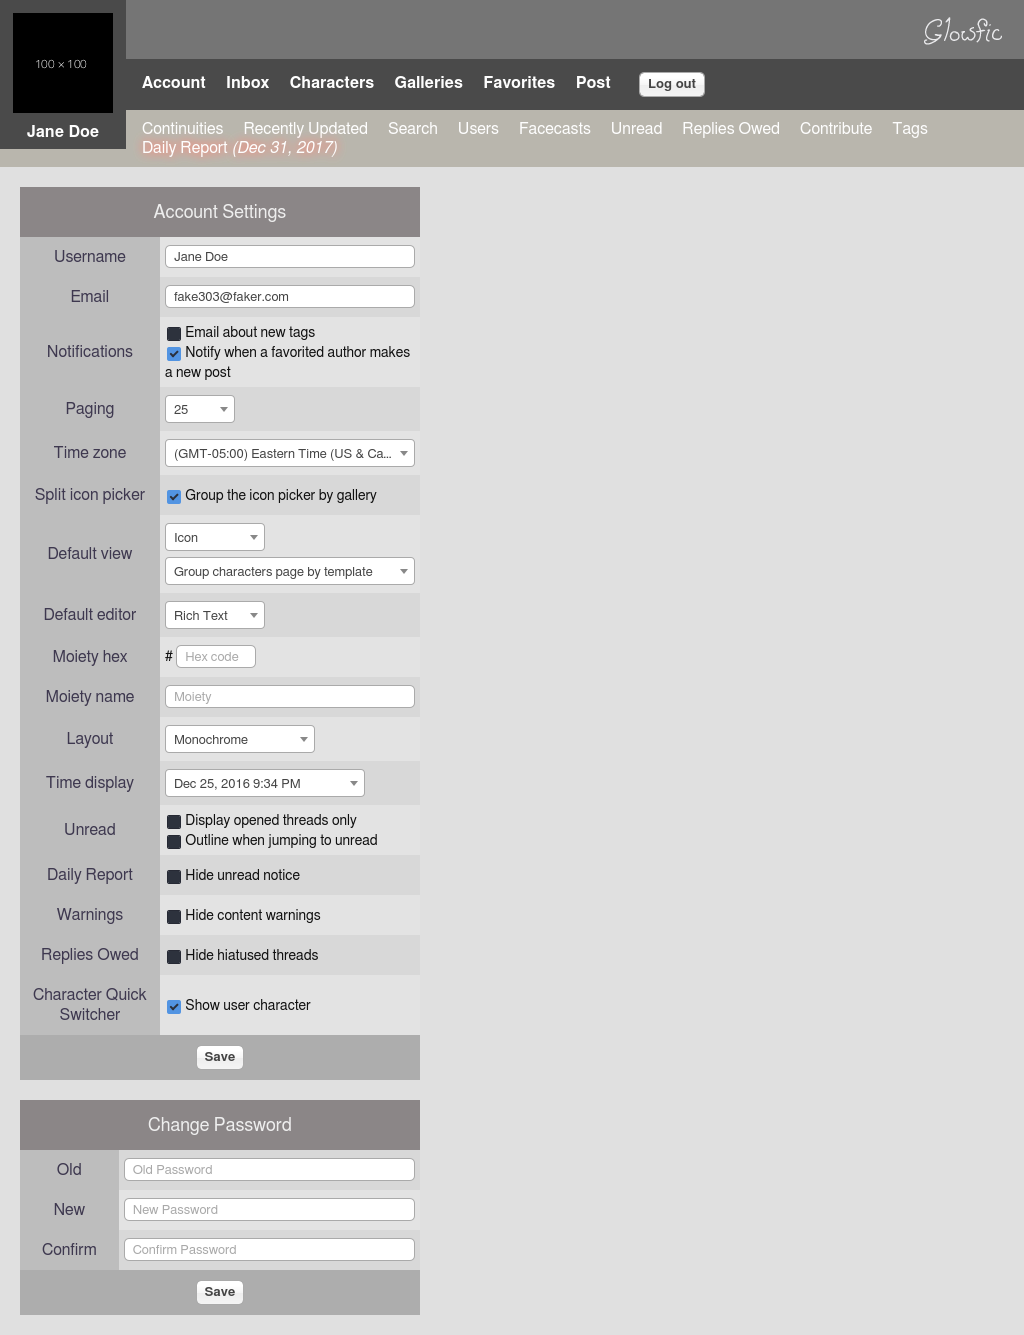 100 × 100
Glowfic
Jane Doe
Account Inbox Characters Galleries Favorites Post Log out
Continuities Recently Updated Search Users Facecasts Unread Replies Owed Contribute Tags
Daily Report (Dec 31, 2017)
Account Settings
Username Jane Doe
Email fake303@faker.com
Notifications
Email about new tags
Notify when a favorited author makes
a new post
Paging 25
Time zone (GMT-05:00) Eastern Time (US & Ca...
Split icon picker Group the icon picker by gallery
Default view
Icon
Group characters page by template
Default editor Rich Text
Moiety hex # Hex code
Moiety name Moiety
Layout Monochrome
Time display Dec 25, 2016 9:34 PM
Unread
Display opened threads only
Outline when jumping to unread
Daily Report Hide unread notice
Warnings Hide content warnings
Replies Owed Hide hiatused threads
Character Quick
Switcher
Show user character
Save
Change Password
Old Old Password
New New Password
Confirm Confirm Password
Save